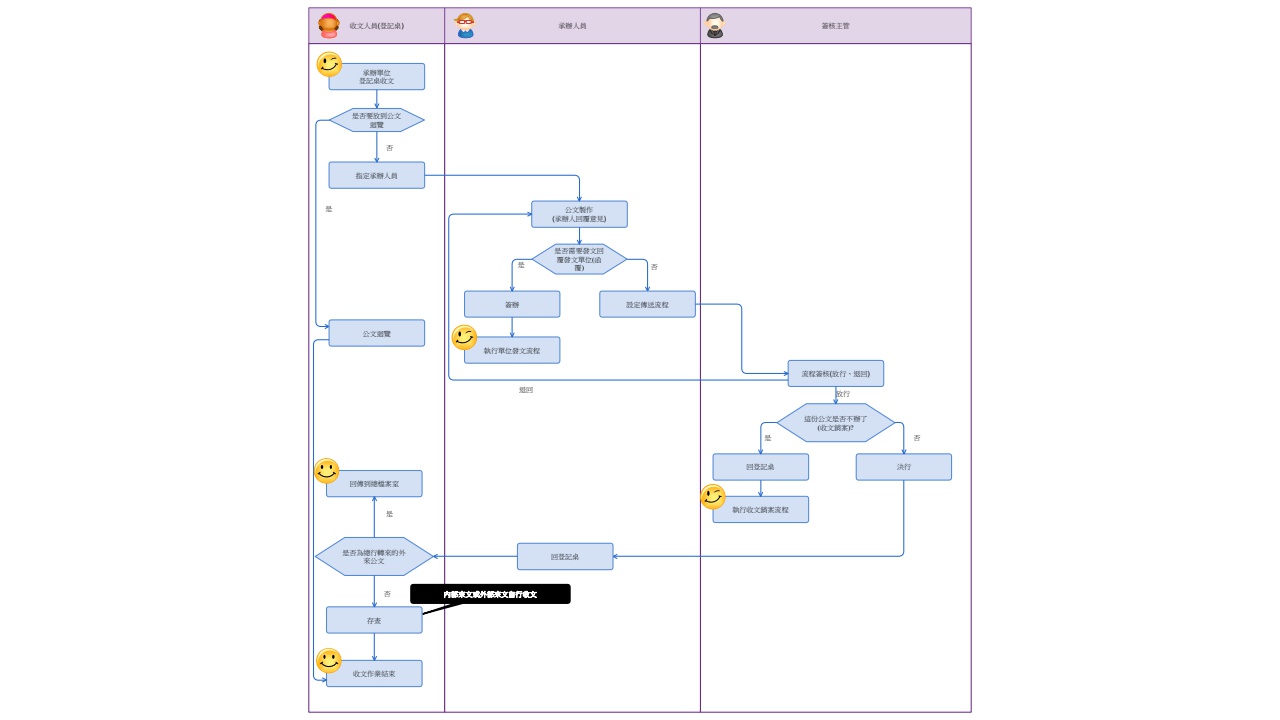 收文人員(登記桌)
承辦人員
簽核主管
承辦單位
登記桌收文
是否要放到公文
迴覽
否
指定承辦人員
是
公文製作
(承辦人回覆意見)
是否需要發文回
覆發文單位(函
覆)
是
否
簽辦
設定傳送流程
公文迴覽
執行單位發文流程
流程簽核(放行、退回)
退回
放行
這份公文是否不辦了
(收文銷案)?
是
否
回登記桌
決行
回傳到總檔案室
執行收文銷案流程
是
是否為總行轉來的外
來公文
回登記桌
否
內部來文或外部來文自行收文
存查
收文作業結束